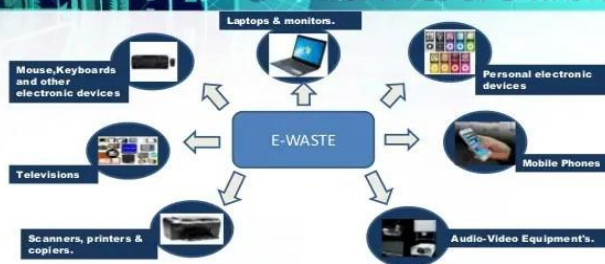 Laptops & monitors.
Mouse,Keyboards
and other
electronic devices
Personal electronic
devices
E-WASTE
Televisions
Mobile Phones
Scanners, printers &
copiers.
Audio-Video Equipment's.